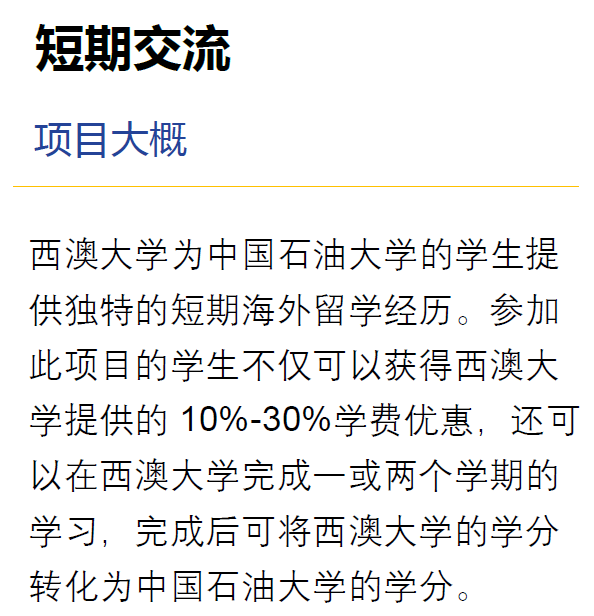 短期交流
项目大概
西澳大学为中国石油大学的学生提
供独特的短期海外留学经历。参加
此项目的学生不仅可以获得西澳大
学提供的 10%-30%学费优惠，还可
以在西澳大学完成一或两个学期的
学习，完成后可将西澳大学的学分
转化为中国石油大学的学分。